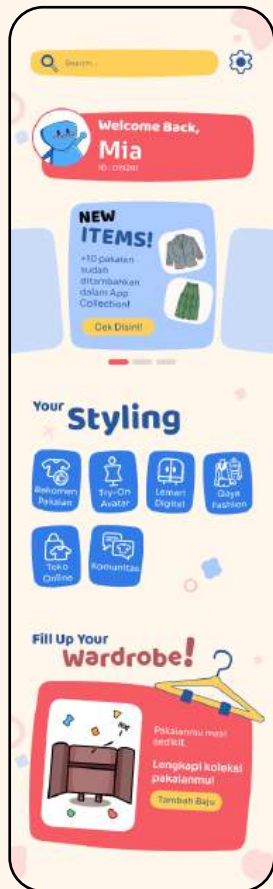 Search...
Welcome Back,
Mia
NEW
ITEMS!
+10 pakaian
sudah
ditambahkan
dalam App
Collection!
Cek Disini!
Your Styling
Rekomen
Pakaian
Try-On
Avatar
Lemari
Digital
Gaya
Fashion
Toko
Online
Komunitas
Fill Up Your
Wardrobe!
Pakaianmu masi
sedikit.
Lengkapi koleksi
pakaianmu!
Tambah Baju